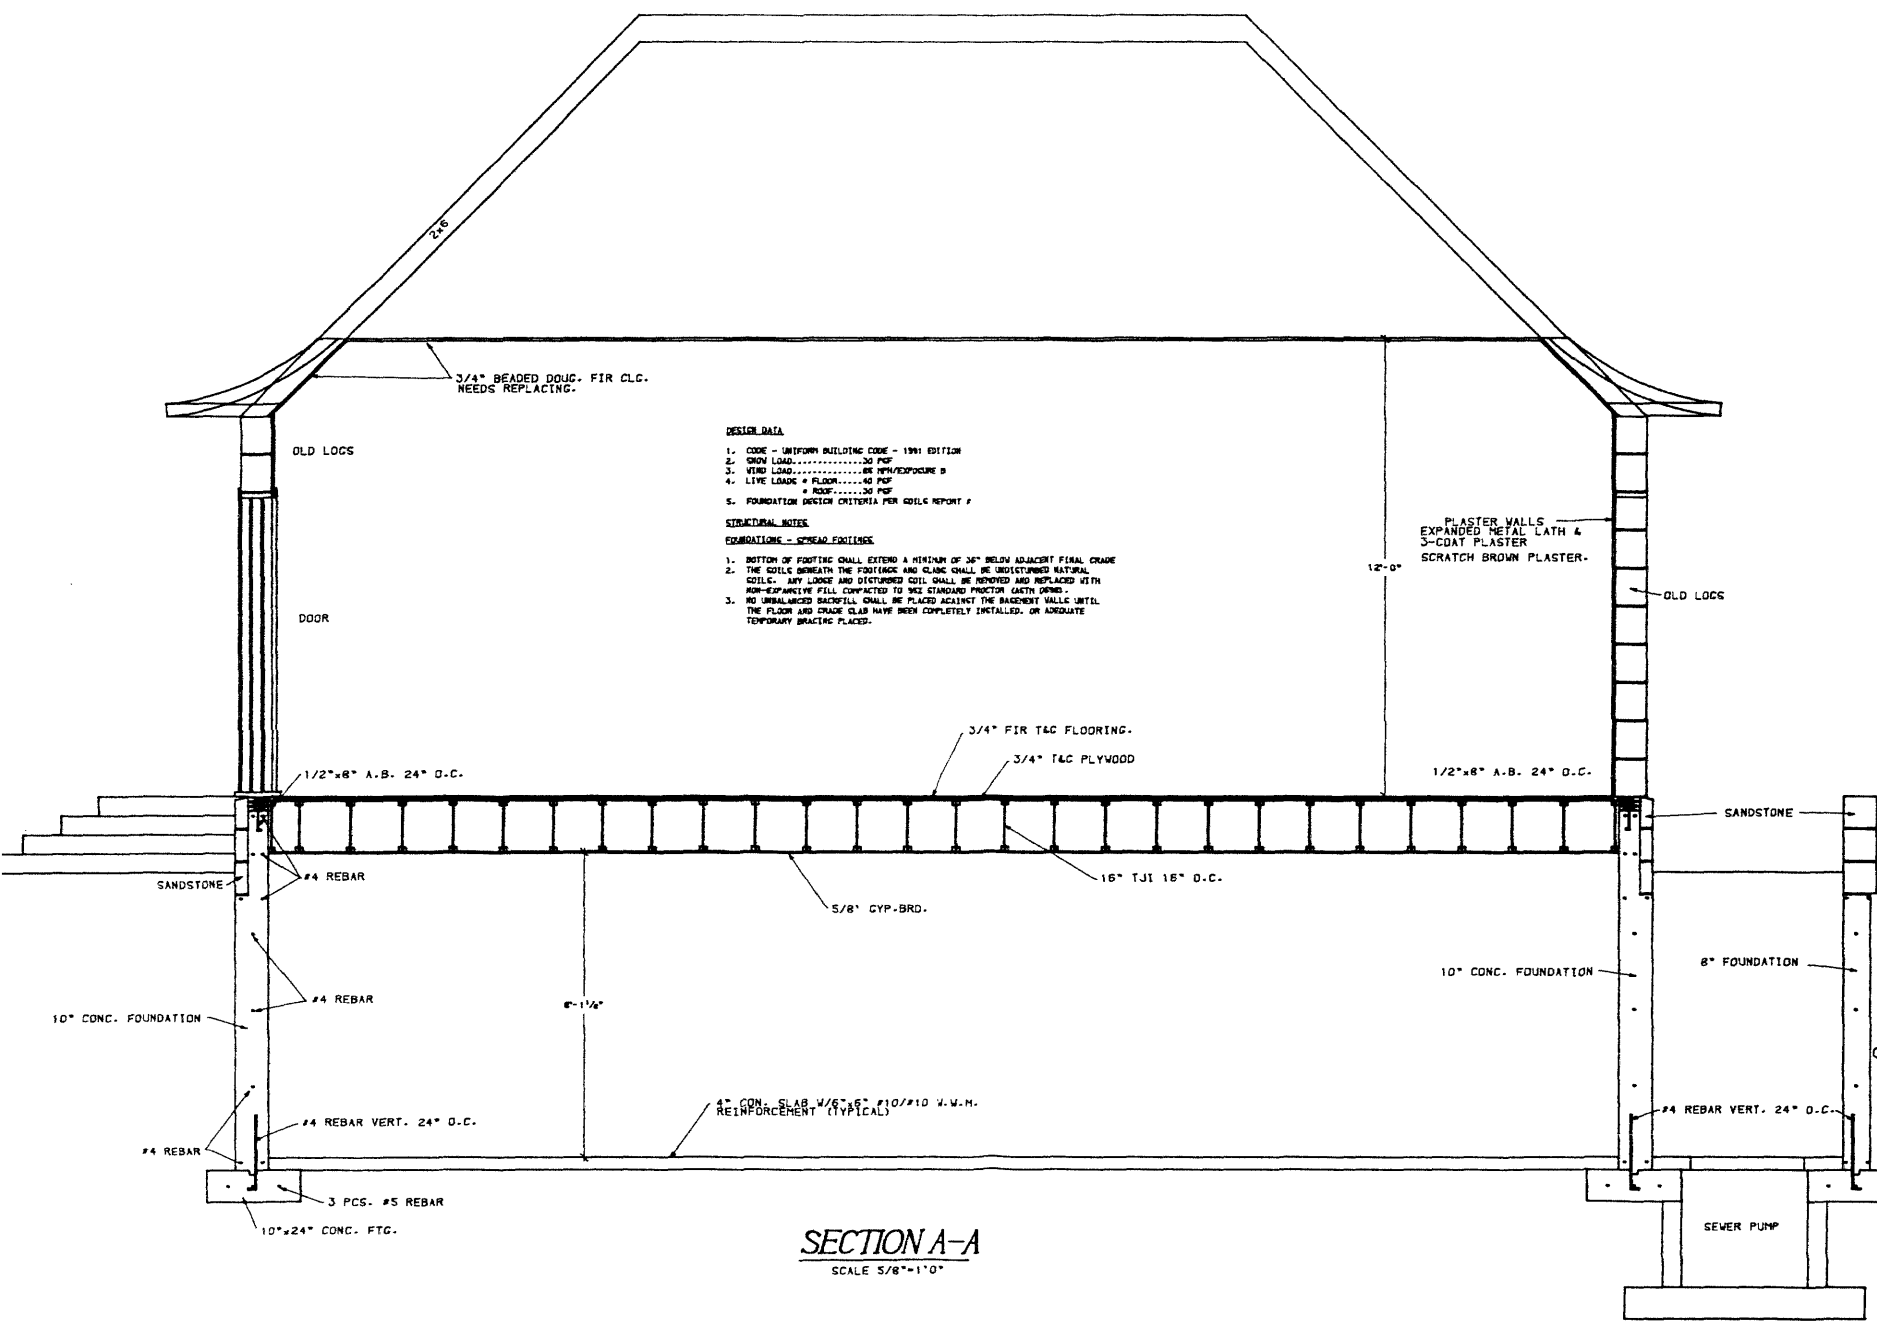 2×6
3/4" BEADED DOUG. FIR CLG.
NEEDS REPLACING.
OLD LOGS
DESIGN DATA
1. CODE - UNIFORM BUILDING CODE - 1991 EDITION
2. SNOW LOAD.............30 PSF
3. WIND LOAD.............85 MPH/EXPOSURE B
4. LIVE LOADS * FLOOR.....40 PSF
* ROOF......30 PSF
5. FOUNDATION DESIGN CRITERIA PER SOILS REPORT #
STRUCTURAL NOTES
FOUNDATIONS - SPREAD FOOTINGS
1. BOTTOM OF FOOTING SHALL EXTEND A MINIMUM OF 36" BELOW ADJACENT FINAL GRADE
2. THE SOILS BENEATH THE FOOTINGS AND SLABS SHALL BE UNDISTURBED NATURAL
SOILS. ANY LOOSE AND DISTURBED SOIL SHALL BE REMOVED AND REPLACED WITH
NON-EXPANSIVE FILL COMPACTED TO STANDARD PROCTOR
3. NO UNBALANCED BACKFILL SHALL BE PLACED AGAINST THE BASEMENT WALLS UNTIL
THE FLOOR AND GRADE SLAB HAVE BEEN COMPLETELY INSTALLED. OR ADEQUATE
TEMPORARY BRACING PLACED.
PLASTER WALLS
EXPANDED METAL LATH &
3-COAT PLASTER
SCRATCH BROWN PLASTER.
12'-0"
OLD LOGS
DOOR
3/4" FIR T&G FLOORING.
3/4" T&G PLYWOOD
1/2"x8" A.B. 24" O.C.
1/2"x8" A.B. 24" O.C.
SANDSTONE
SANDSTONE
#4 REBAR
16" TJI 16" O.C.
5/8" GYP.BRD.
10" CONC. FOUNDATION
8" FOUNDATION
#4 REBAR
8'-1½"
10" CONC. FOUNDATION
4" CON. SLAB W/6"x6" #10/#10 W.W.M.
REINFORCEMENT (TYPICAL)
#4 REBAR VERT. 24" O.C.
#4 REBAR VERT. 24" O.C.
#4 REBAR
3 PCS. #5 REBAR
10"x24" CONC. FTG.
SEWER PUMP
SECTION A-A
SCALE 5/8"=1'0"